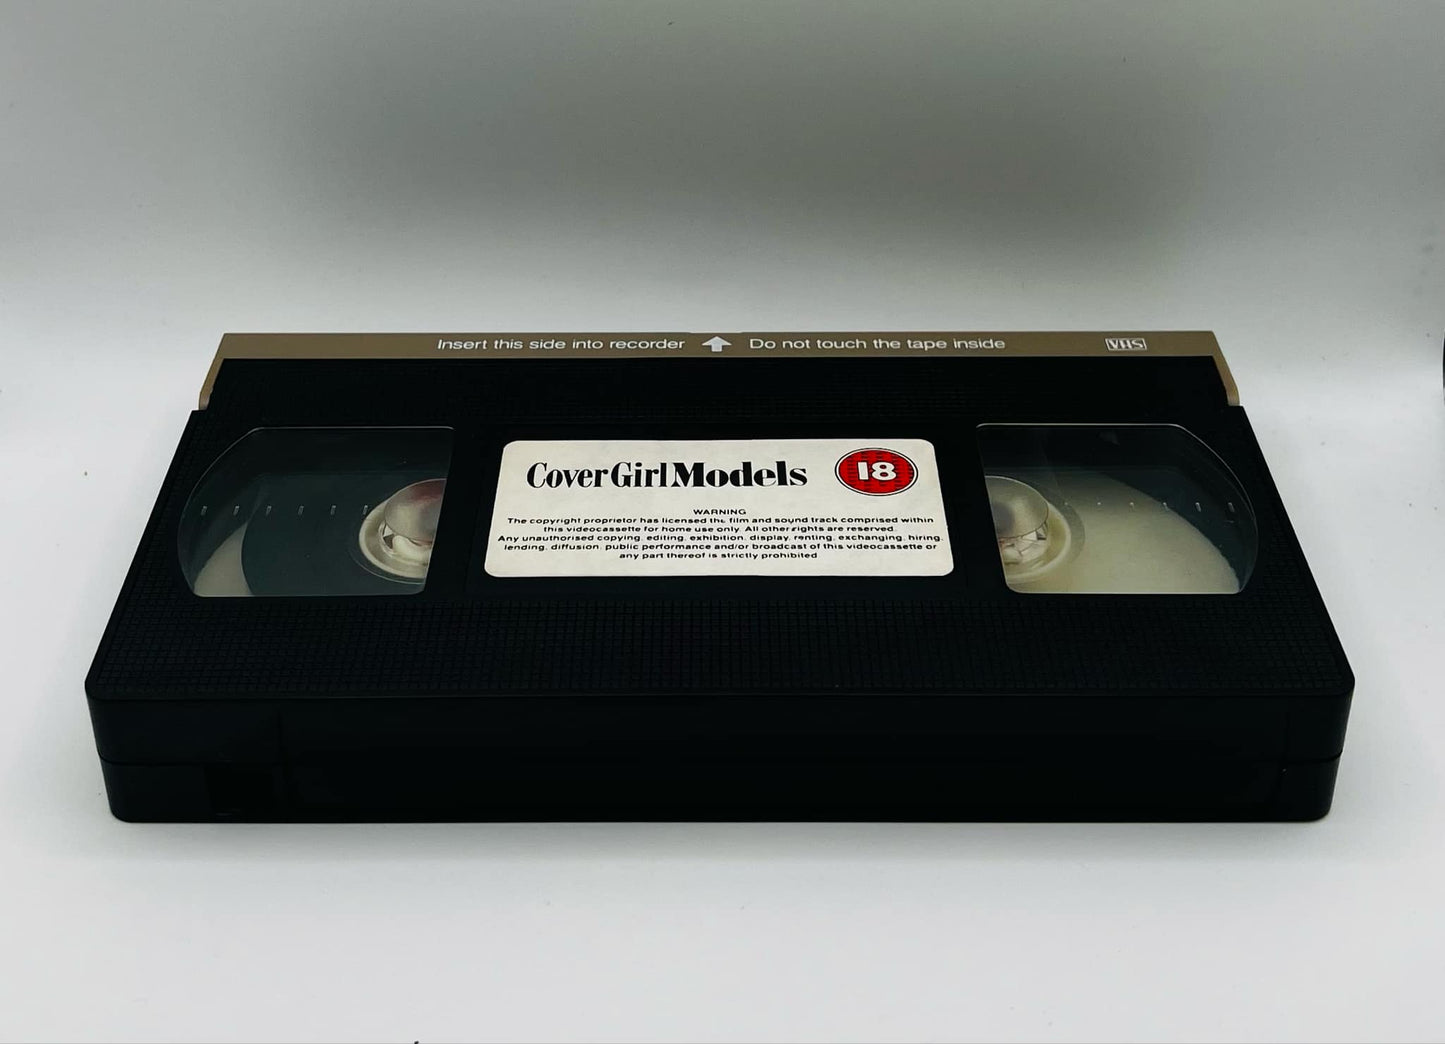 Insert this side into recorder Do not touch the tape inside VHS
Cover Girl Models 18
WARNING
The copyright proprietor has licensed the film and sound track comprised within
this videocassette for home use only. All other rights are reserved.
Any unauthorised copying, editing, exhibition, display, renting, exchanging, hiring,
lending, diffusion, public performance and/or broadcast of this videocassette or
any part thereof is strictly prohibited